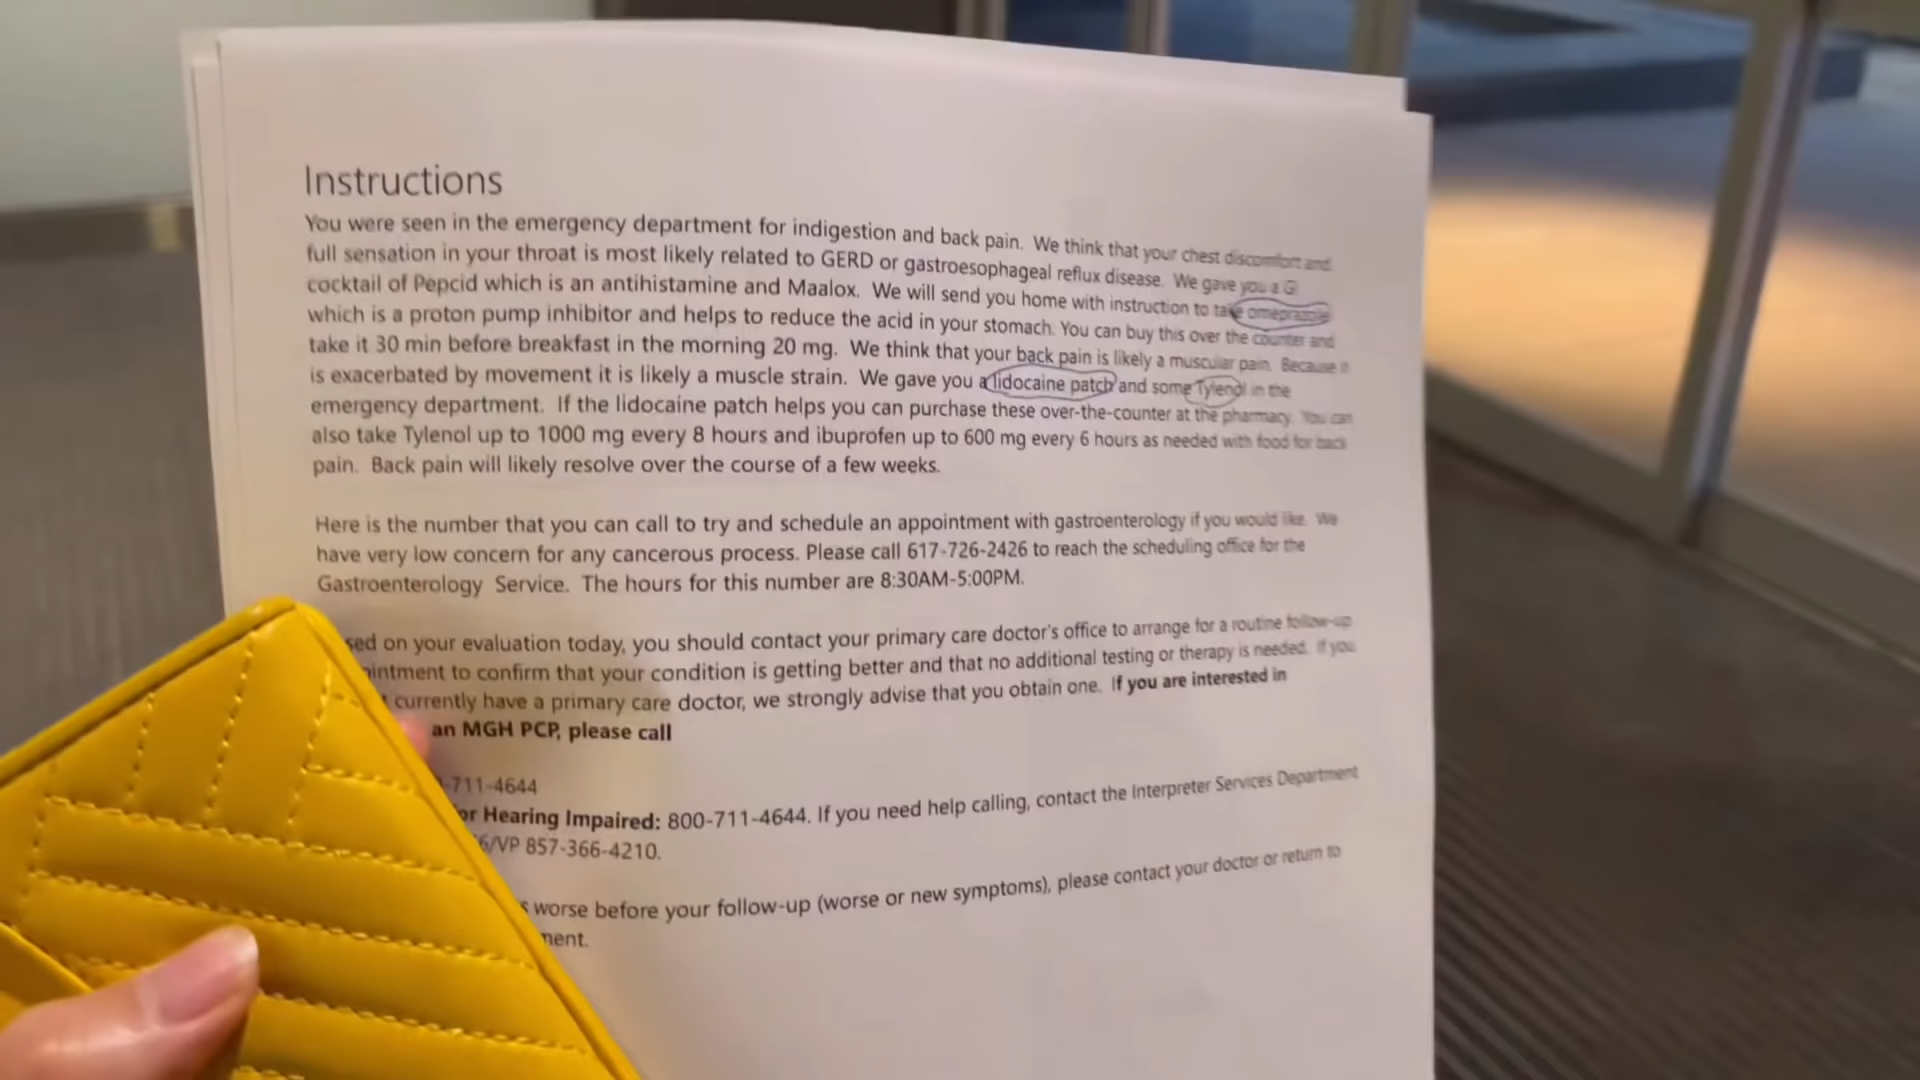 Instructions
You were seen in the emergency department for indigestion and back pain. We think that your chest discomfort and
full sensation in your throat is most likely related to GERD or gastroesophageal reflux disease. We gave you a GI
cocktail of Pepcid which is an antihistamine and Maalox. We will send you home with instruction to take omeprazole
which is a proton pump inhibitor and helps to reduce the acid in your stomach. You can buy this over the counter and
take it 30 min before breakfast in the morning 20 mg. We think that your back pain is likely a muscular pain. Because it
is exacerbated by movement it is likely a muscle strain. We gave you a lidocaine patch and some Tylenol in the
emergency department. If the lidocaine patch helps you can purchase these over-the-counter at the pharmacy. You can
also take Tylenol up to 1000 mg every 8 hours and ibuprofen up to 600 mg every 6 hours as needed with food for back
pain. Back pain will likely resolve over the course of a few weeks.
Here is the number that you can call to try and schedule an appointment with gastroenterology if you would like. We
have very low concern for any cancerous process. Please call 617-726-2426 to reach the scheduling office for the
Gastroenterology Service. The hours for this number are 8:30AM-5:00PM.
sed on your evaluation today, you should contact your primary care doctor's office to arrange for a routine follow-up
intment to confirm that your condition is getting better and that no additional testing or therapy is needed. If you
currently have a primary care doctor, we strongly advise that you obtain one. If you are interested in
an MGH PCP, please call
-711-4644
or Hearing Impaired: 800-711-4644. If you need help calling, contact the Interpreter Services Department
6/VP 857-366-4210.
s worse before your follow-up (worse or new symptoms), please contact your doctor or return to
ment.